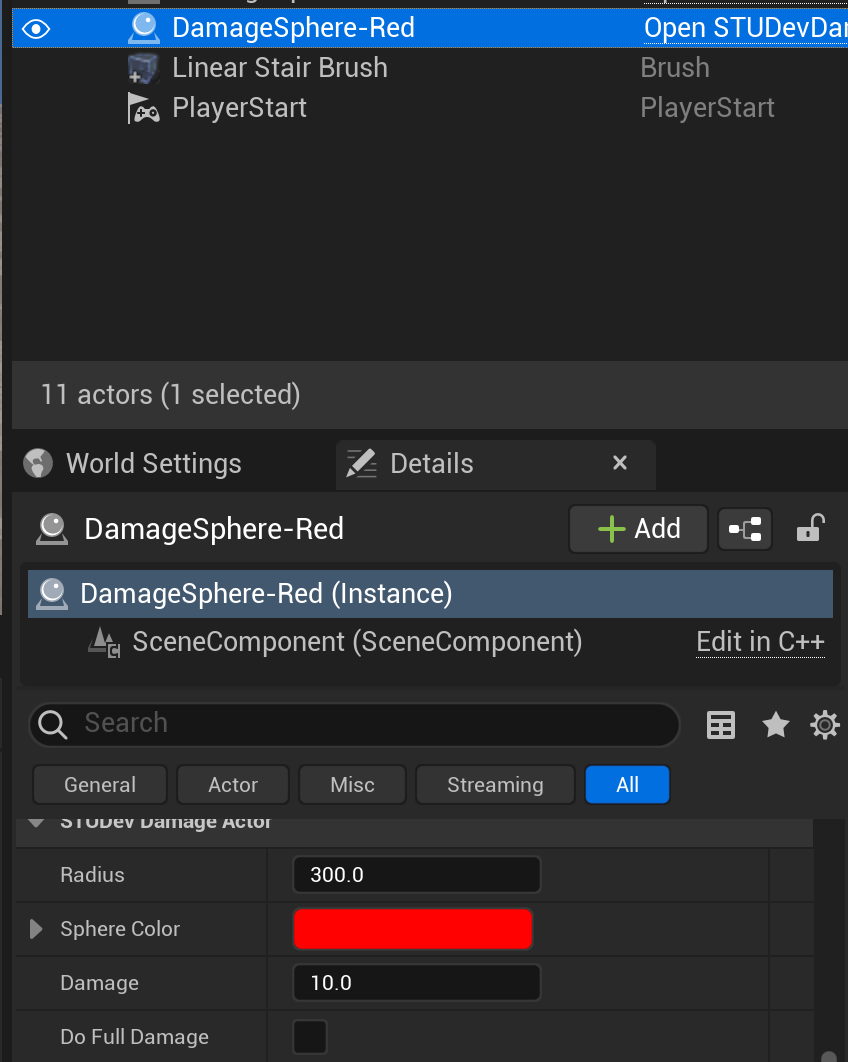 DamageSphere-Red Open STUDevDa
Linear Stair Brush Brush
PlayerStart PlayerStart
11 actors (1 selected)
World Settings Details
DamageSphere-Red Add
DamageSphere-Red (Instance)
SceneComponent (SceneComponent) Edit in C++
Search
General Actor Misc Streaming All
STUDev Damage Actor
Radius 300.0
Sphere Color
Damage 10.0
Do Full Damage